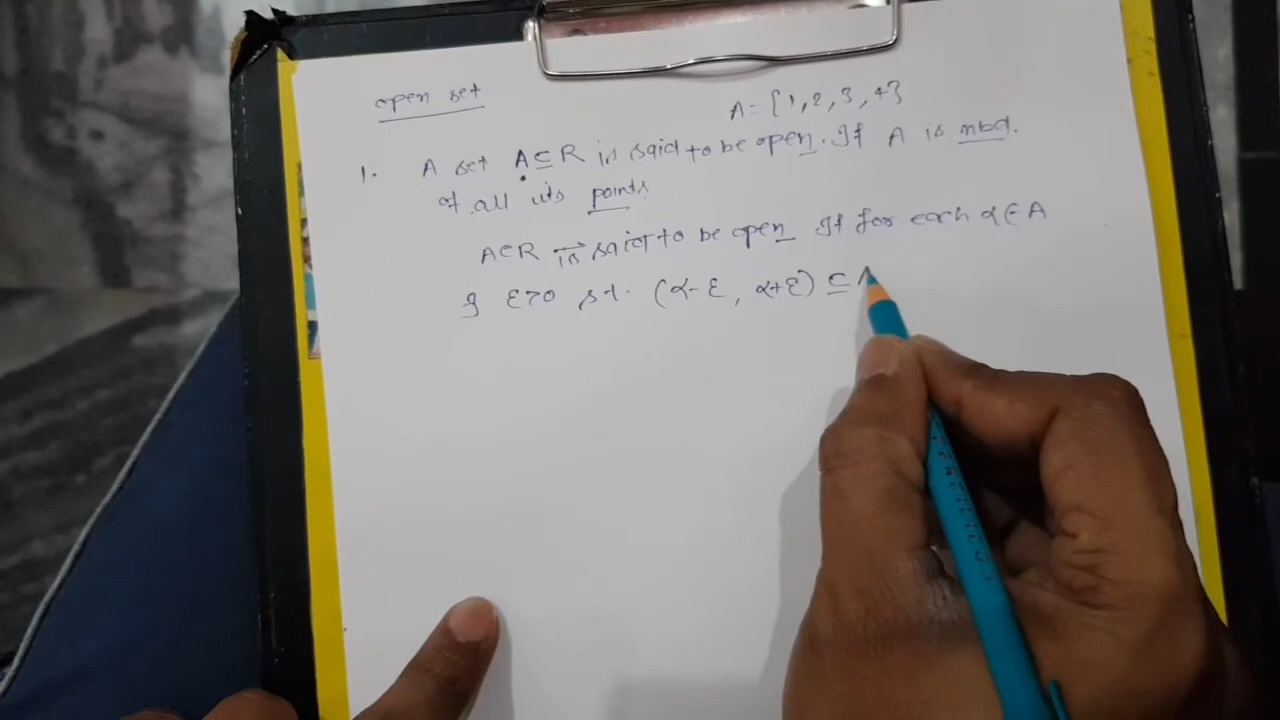 open set
A = {1, 2, 3, 4}
1. A set A ⊆ R is said to be open. If A is nbd.
of all its points.
A⊂R is said to be open If for each α ∈ A
∃ ε>0 s.t. (α-ε, α+ε) ⊆ A